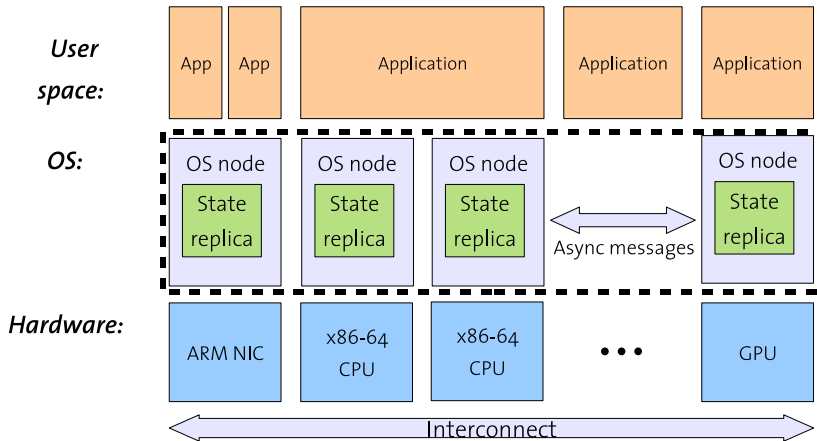 User
space:
App
App
Application
Application
Application
OS:
OS node
State
replica
OS node
State
replica
OS node
State
replica
Async messages
OS node
State
replica
Hardware:
ARM NIC
x86-64
CPU
x86-64
CPU
•••
GPU
Interconnect